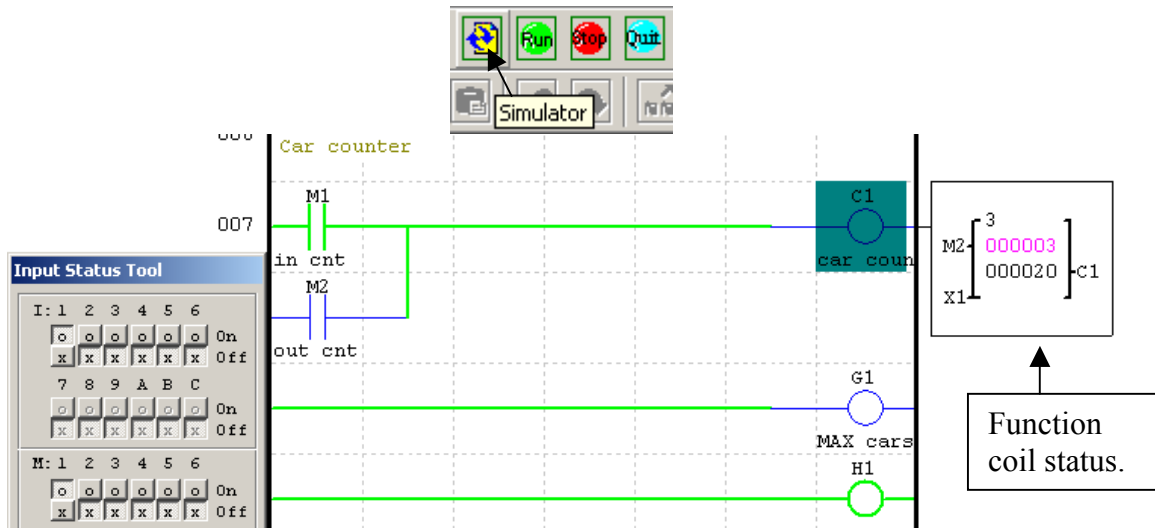 Run Stop Quit
Simulator
006 Car counter
M1
C1
007
in cnt
car coun
M2
out cnt
3
M2 000003
000020 C1
X1
Input Status Tool
I: 1 2 3 4 5 6
o o o o o o On
x x x x x x Off
7 8 9 A B C
o o o o o o On
x x x x x x Off
M: 1 2 3 4 5 6
o o o o o o On
x x x x x x Off
G1
MAX cars
H1
Function
coil status.